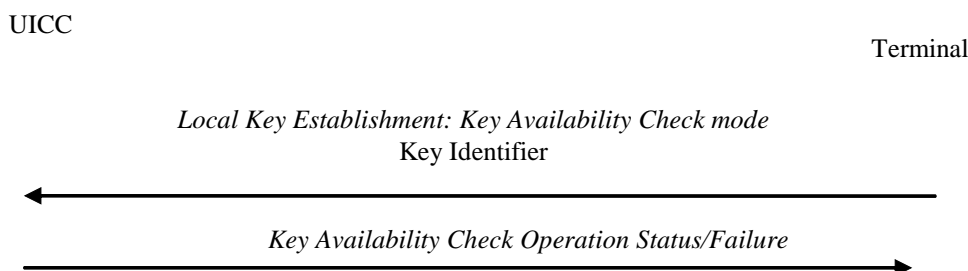 UICC
Terminal
Local Key Establishment: Key Availability Check mode
Key Identifier
Key Availability Check Operation Status/Failure